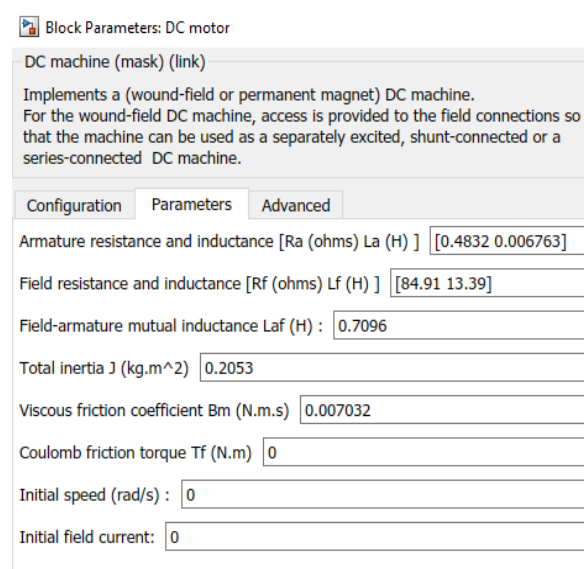 Block Parameters: DC motor
DC machine (mask) (link)
Implements a (wound-field or permanent magnet) DC machine.
For the wound-field DC machine, access is provided to the field connections so
that the machine can be used as a separately excited, shunt-connected or a
series-connected  DC machine.
Configuration Parameters Advanced
Armature resistance and inductance [Ra (ohms) La (H) ] [0.4832 0.006763]
Field resistance and inductance [Rf (ohms) Lf (H) ] [84.91 13.39]
Field-armature mutual inductance Laf (H) : 0.7096
Total inertia J (kg.m^2) 0.2053
Viscous friction coefficient Bm (N.m.s) 0.007032
Coulomb friction torque Tf (N.m) 0
Initial speed (rad/s) : 0
Initial field current: 0